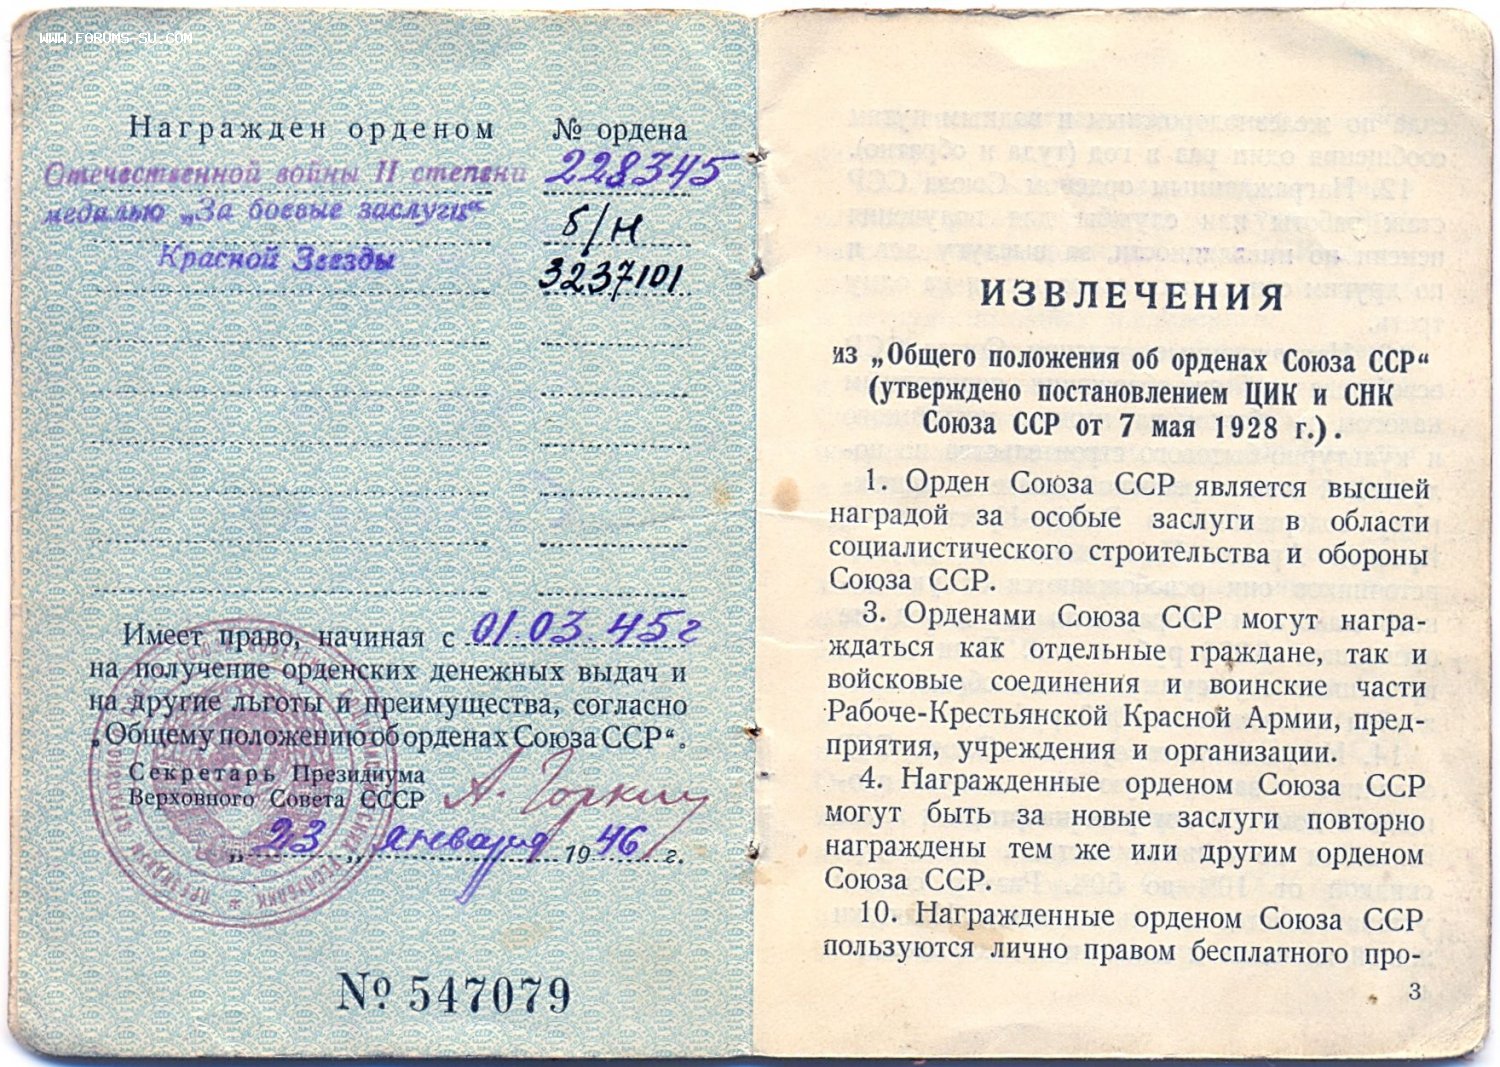 WWW.FORUMS-SU.COM
Награжден орденом № ордена
Отечественной войны II степени 228345
медалью „За боевые заслуги“ б/н
Красной Звезды 3237101
Имеет право, начиная с 01.03.45г
на получение орденских денежных выдач и
на другие льготы и преимущества, согласно
„Общему положению об орденах Союза ССР“.
Секретарь Президиума
Верховного Совета СССР А. Горкин
„23„ января 1946 г.
№ 547079
ИЗВЛЕЧЕНИЯ
из „Общего положения об орденах Союза ССР“
(утверждено постановлением ЦИК и СНК
Союза ССР от 7 мая 1928 г.).
1. Орден Союза ССР является высшей
наградой за особые заслуги в области
социалистического строительства и обороны
Союза ССР.
3. Орденами Союза ССР могут награ-
ждаться как отдельные граждане, так и
войсковые соединения и воинские части
Рабоче-Крестьянской Красной Армии, пред-
приятия, учреждения и организации.
4. Награжденные орденом Союза ССР
могут быть за новые заслуги повторно
награждены тем же или другим орденом
Союза ССР.
10. Награжденные орденом Союза ССР
пользуются лично правом бесплатного про-
3